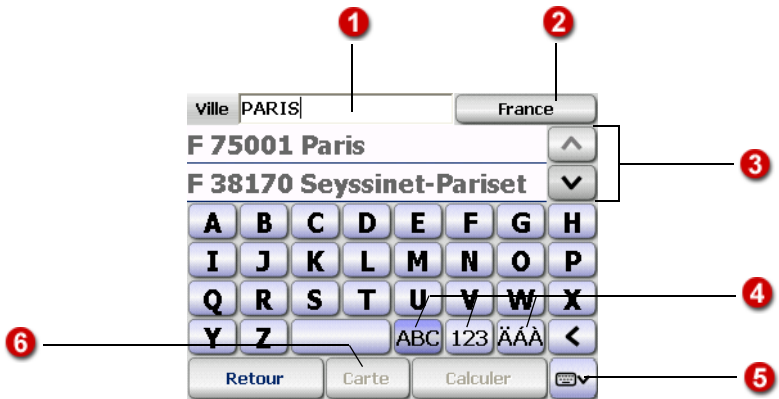 1 2
Ville PARIS France
F 75001 Paris
3
F 38170 Seyssinet-Pariset
A B C D E F G H
I J K L M N O P
Q R S T U V W X
4
Y Z ABC 123 ÄÁÀ <
6
Retour Carte Calculer
5